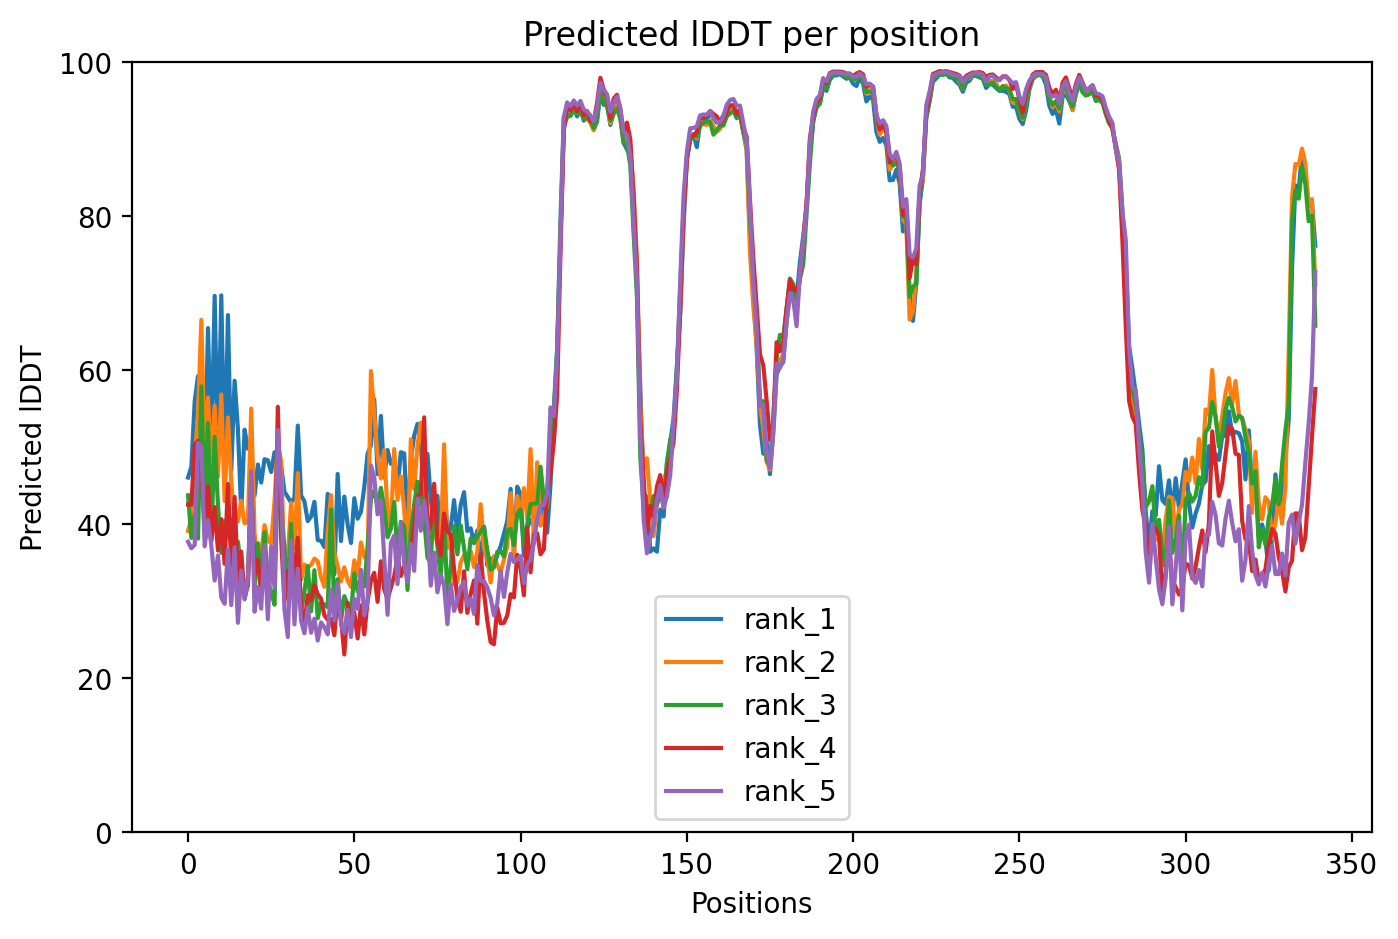 Predicted lDDT per position
100
80
60
40
20
0
Predicted lDDT
0 50 100 150 200 250 300 350
Positions
rank_1
rank_2
rank_3
rank_4
rank_5